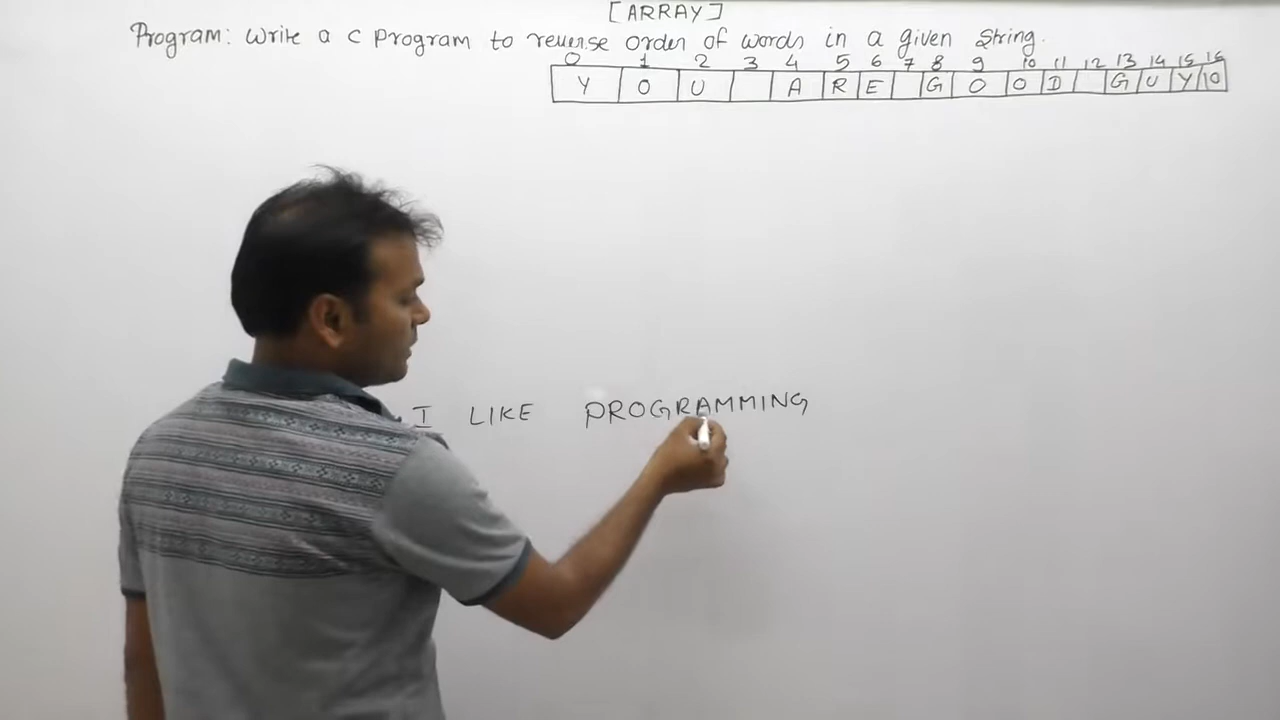 [ARRAY]
Program: Write a C program to reverse order of words in a given string.
0 1 2 3 4 5 6 7 8 9 10 11 12 13 14 15 16
Y O U A R E G O O D G U Y \0
I LIKE PROGRAMMING